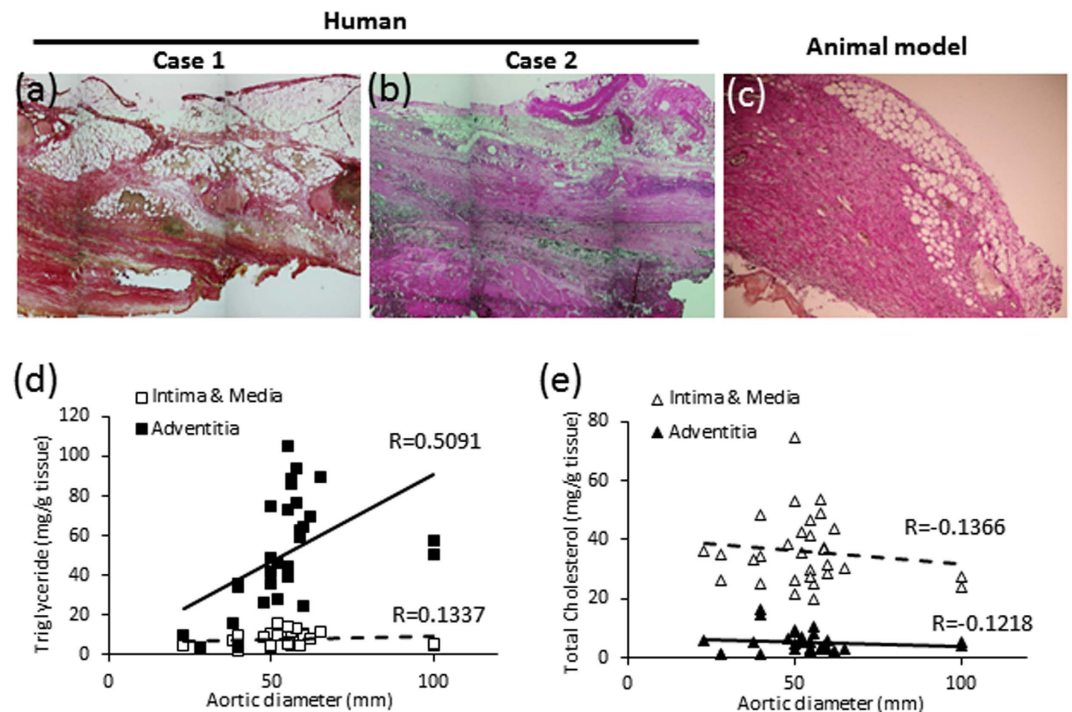 Human
Case 1
Case 2
Animal model
(a)
(b)
(c)
(d)
Intima & Media
Adventitia
120
100
80
60
40
20
0
Triglyceride (mg/g tissue)
R=0.5091
R=0.1337
0
50
100
Aortic diameter (mm)
(e)
Intima & Media
Adventitia
80
60
40
20
0
Total Cholesterol (mg/g tissue)
R=-0.1366
R=-0.1218
0
50
100
Aortic diameter (mm)